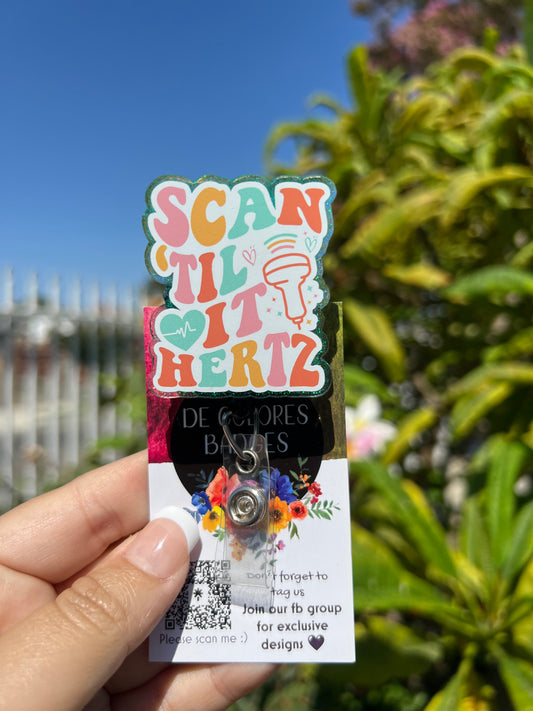 SCAN
'TIL
IT
HERTZ
DE COLORES
BADGES
Don't forget to
tag us
Join our fb group
for exclusive
designs 🖤
Please scan me :)